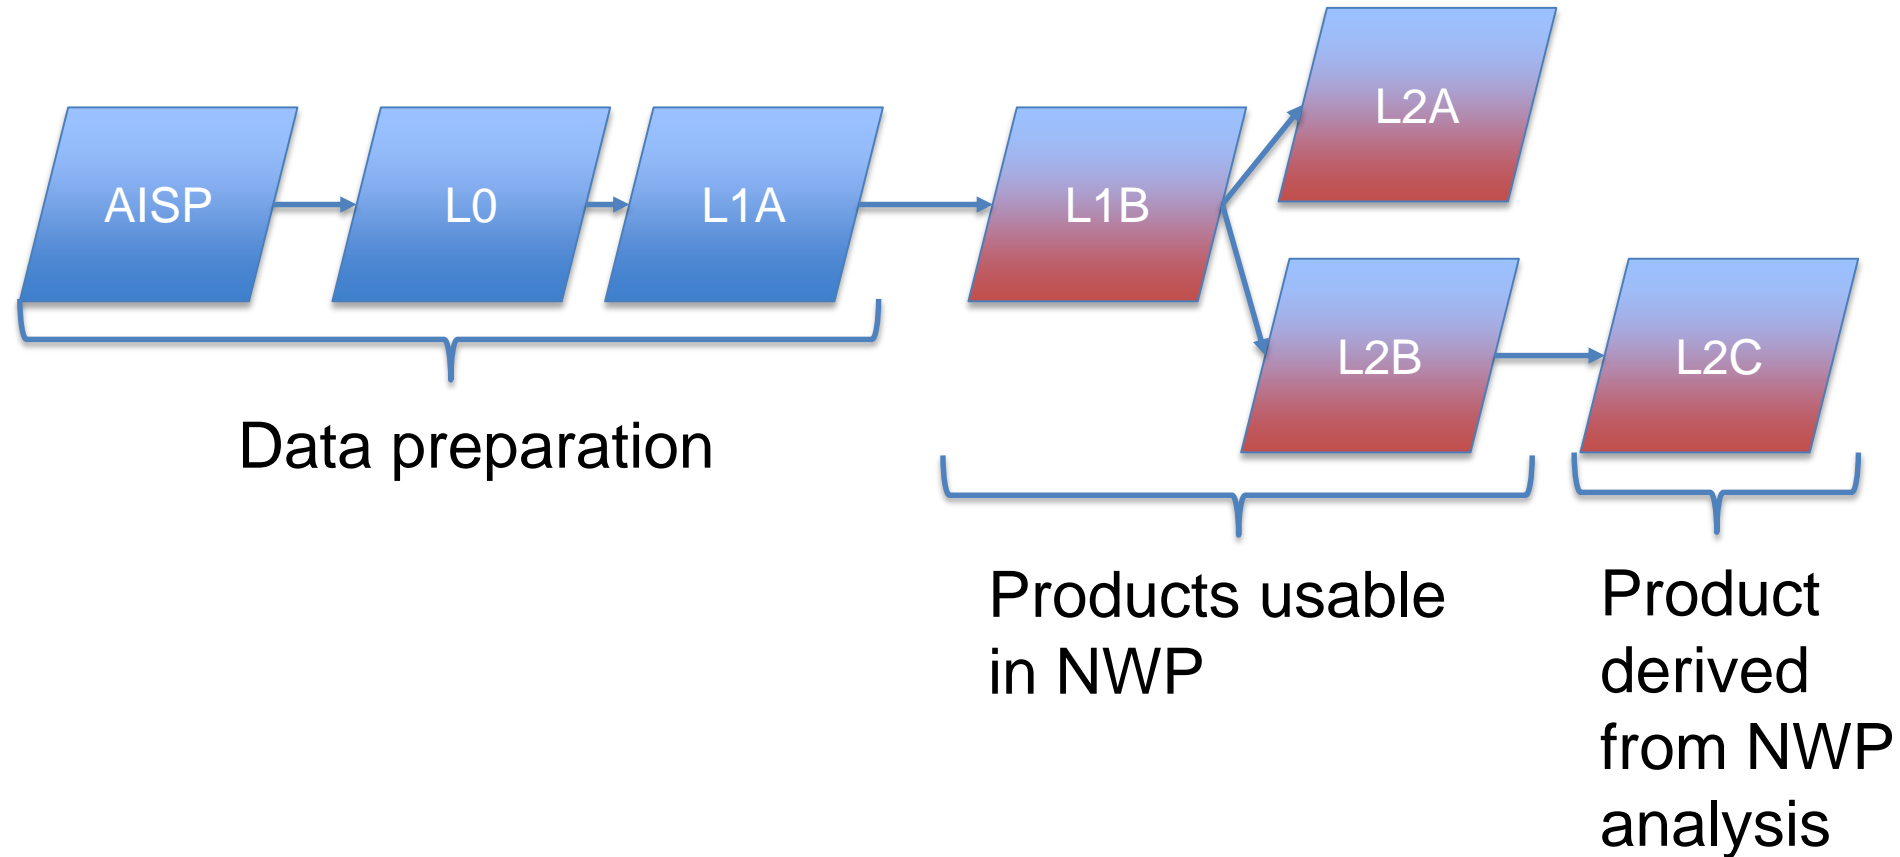 AISP
L0
L1A
L1B
L2A
L2B
L2C
Data preparation
Products usable
in NWP
Product
derived
from NWP
analysis